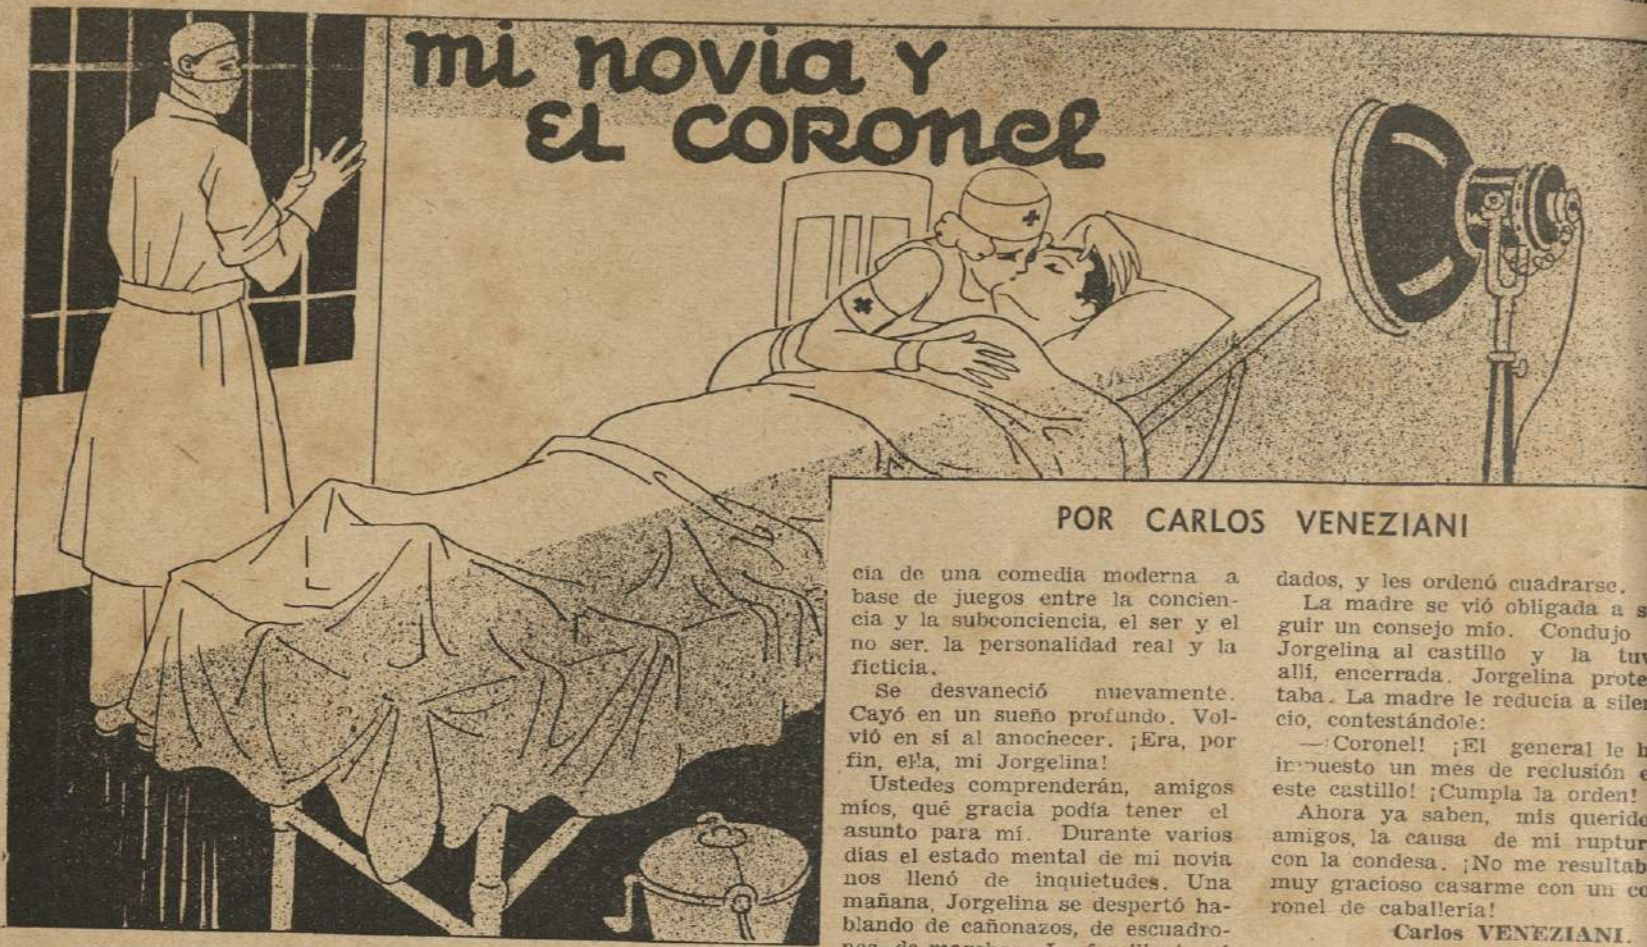 mi novia y
EL CORONEL
POR CARLOS VENEZIANI
cia de una comedia moderna a
base de juegos entre la concien-
cia y la subconciencia, el ser y el
no ser. la personalidad real y la
ficticia.
Se desvaneció nuevamente.
Cayó en un sueño profundo. Vol-
vió en sí al anochecer. ¡Era, por
fin, ella, mi Jorgelina!
Ustedes comprenderán, amigos
míos, qué gracia podía tener el
asunto para mí. Durante varios
días el estado mental de mi novia
nos llenó de inquietudes. Una
mañana, Jorgelina se despertó ha-
blando de cañonazos, de escuadro-
dados, y les ordenó cuadrarse.
La madre se vió obligada a s
guir un consejo mío. Condujo
Jorgelina al castillo y la tuv
allí, encerrada. Jorgelina prote
taba. La madre le reducía a silen
cio, contestándole:
—¡Coronel! ¡El general le h
impuesto un mes de reclusión e
este castillo! ¡Cumpla la orden!
Ahora ya saben, mis querido
amigos, la causa de mi ruptur
con la condesa. ¡No me resultab
muy gracioso casarme con un co
ronel de caballería!
Carlos VENEZIANI.